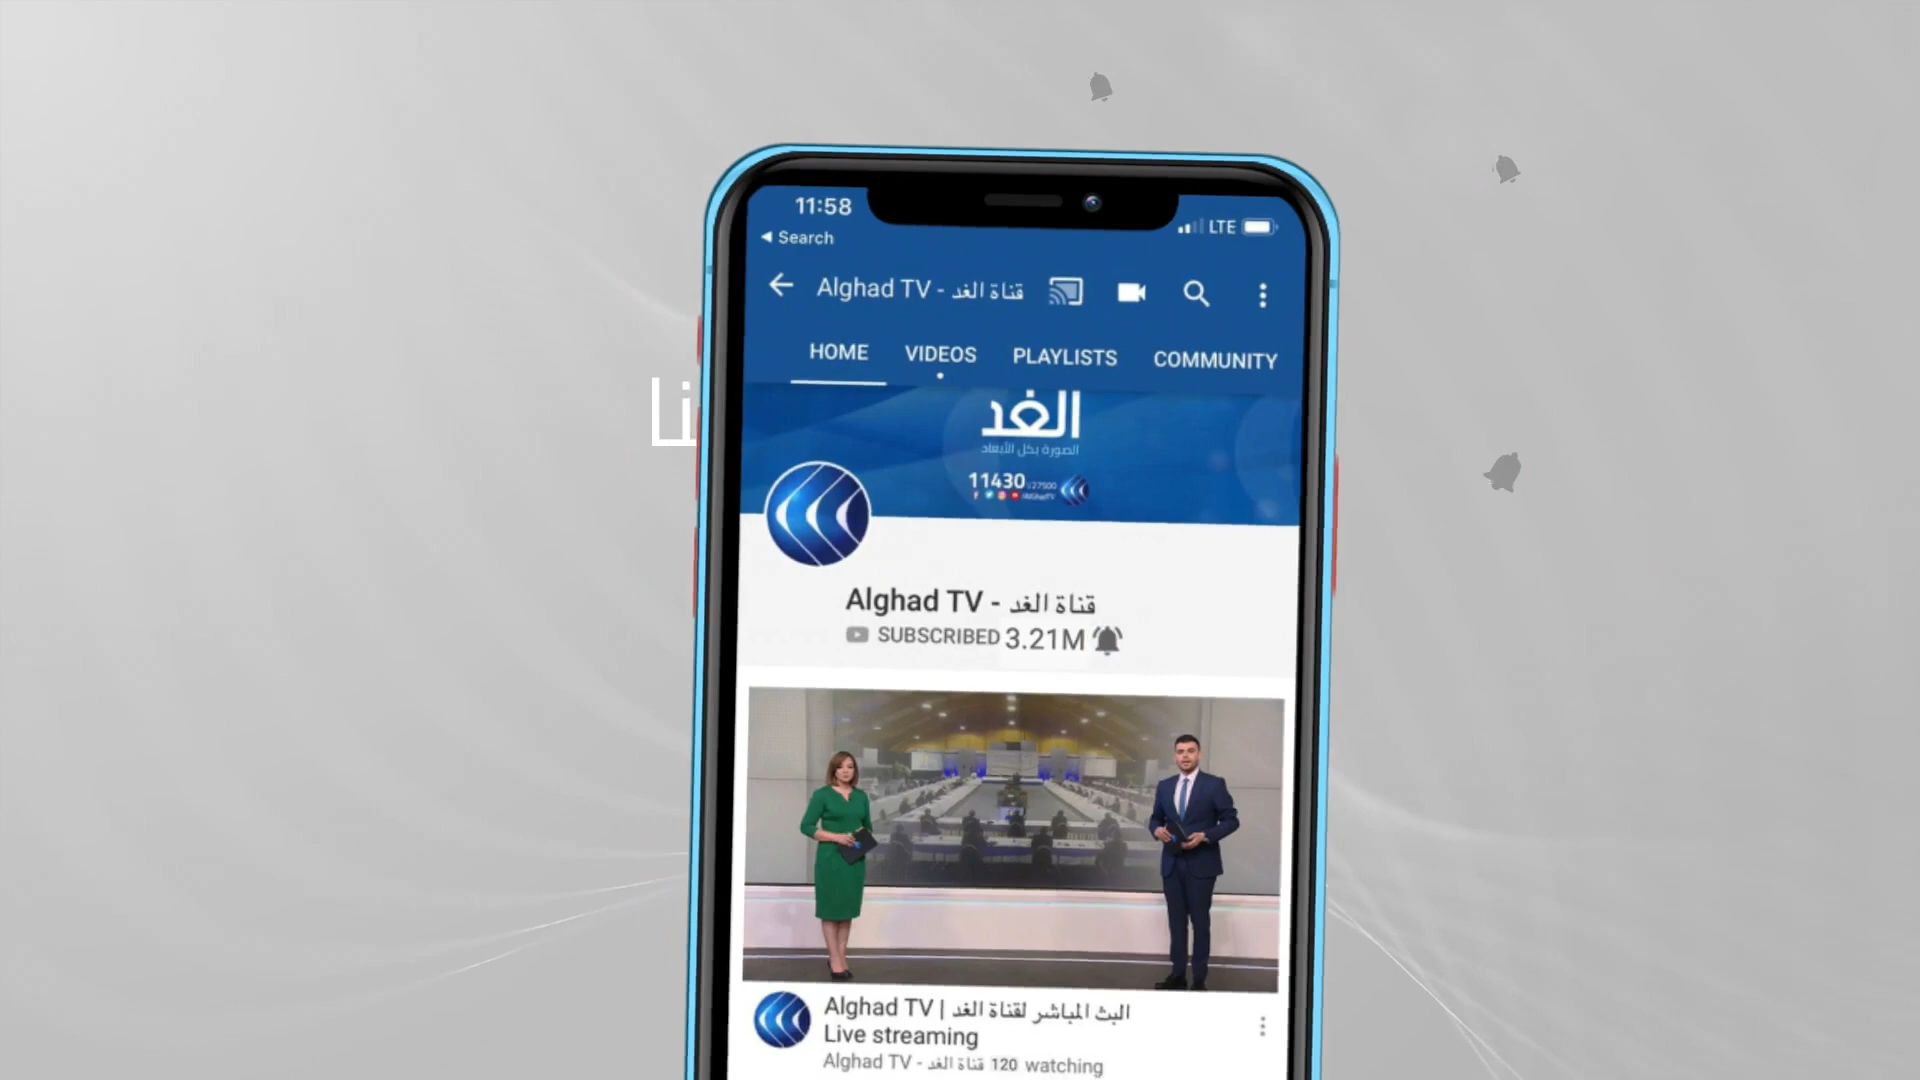 11:58
LTE
Search
Alghad TV - قناة الغد
HOME VIDEOS PLAYLISTS COMMUNITY
الغد
الصورة بكل الأبعاد
11430
27500
/AlGhadTV
Alghad TV - قناة الغد
SUBSCRIBED 3.21M
Alghad TV | البث المباشر لقناة الغد
Live streaming
Alghad TV - قناة الغد 120 watching